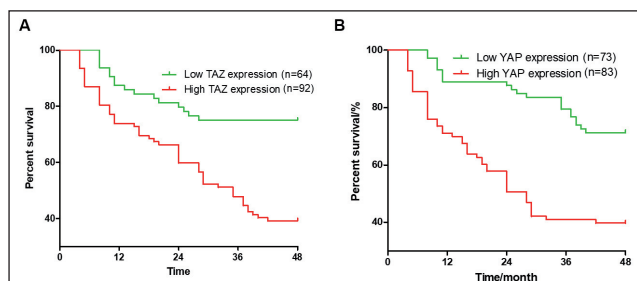 A
100
80
60
40
Percent survival
Low TAZ expression (n=64)
High TAZ expression (n=92)
0
12
24
36
48
Time
B
100
80
60
40
Percent survival/%
Low YAP expression (n=73)
High YAP expression (n=83)
0
12
24
36
48
Time/month